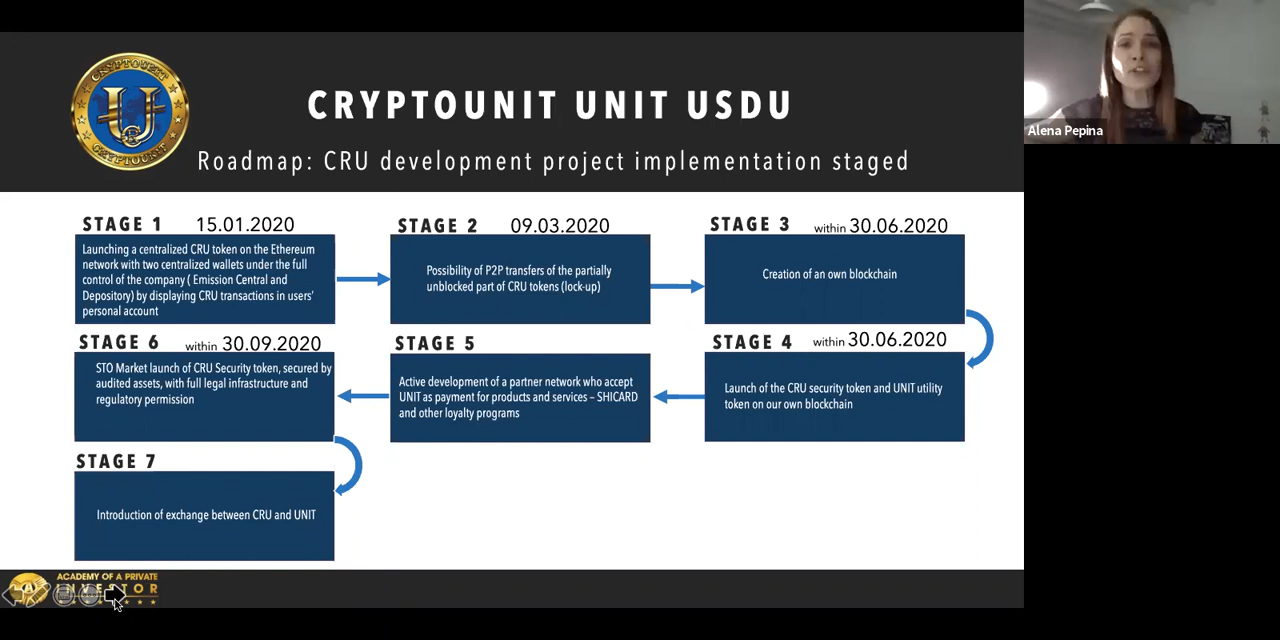 CRYPTOUNIT
CRYPTOUNIT
CRYPTOUNIT UNIT USDU
Roadmap: CRU development project implementation staged
Alena Pepina
STAGE 1 15.01.2020
Launching a centralized CRU token on the Ethereum
network with two centralized wallets under the full
control of the company ( Emission Central and
Depository) by displaying CRU transactions in users'
personal account
STAGE 2 09.03.2020
Possibility of P2P transfers of the partially
unblocked part of CRU tokens (lock-up)
STAGE 3 within 30.06.2020
Creation of an own blockchain
STAGE 4 within 30.06.2020
Launch of the CRU security token and UNIT utility
token on our own blockchain
STAGE 5
Active development of a partner network who accept
UNIT as payment for products and services – SHICARD
and other loyalty programs
STAGE 6 within 30.09.2020
STO Market launch of CRU Security token, secured by
audited assets, with full legal infrastructure and
regulatory permission
STAGE 7
Introduction of exchange between CRU and UNIT
ACADEMY OF A PRIVATE
INVESTOR